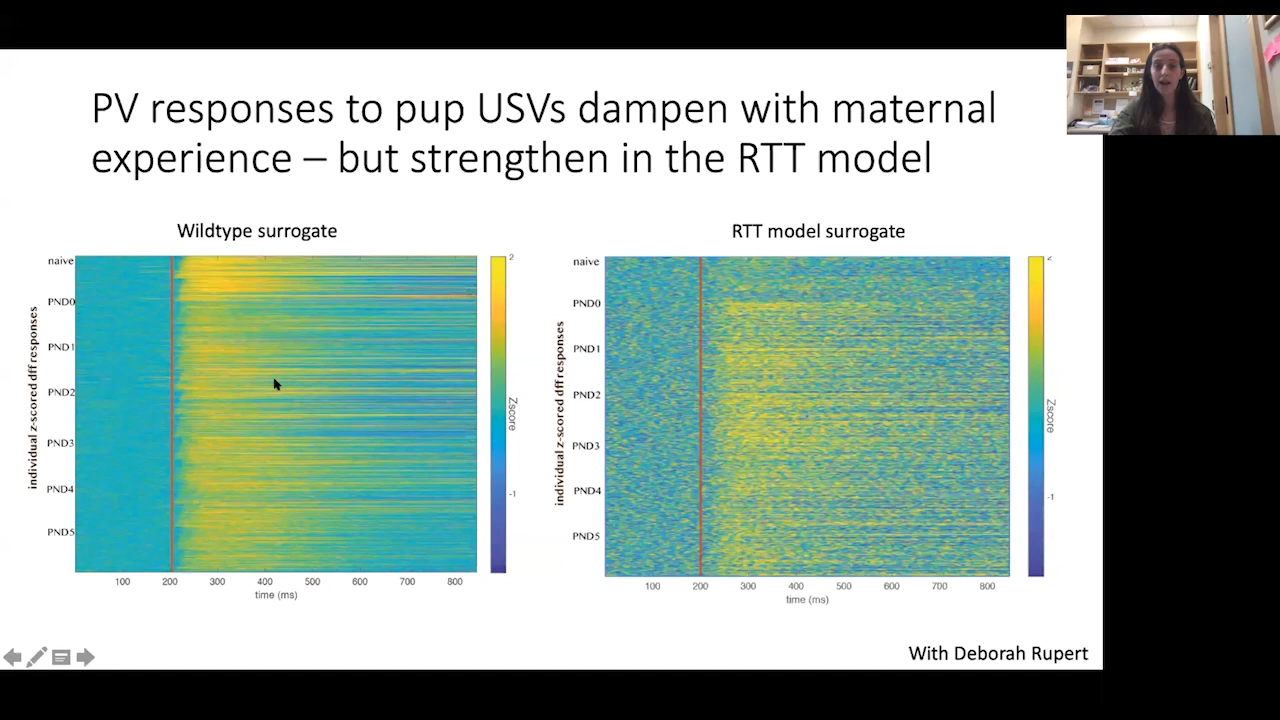 PV responses to pup USVs dampen with maternal
experience – but strengthen in the RTT model
Wildtype surrogate
individual z-scored dff responses
naive
PND0
PND1
PND2
PND3
PND4
PND5
100 200 300 400 500 600 700 800
time (ms)
2
-1
Zscore
RTT model surrogate
individual z-scored dff responses
naive
PND0
PND1
PND2
PND3
PND4
PND5
100 200 300 400 500 600 700 800
time (ms)
2
-1
Zscore
With Deborah Rupert